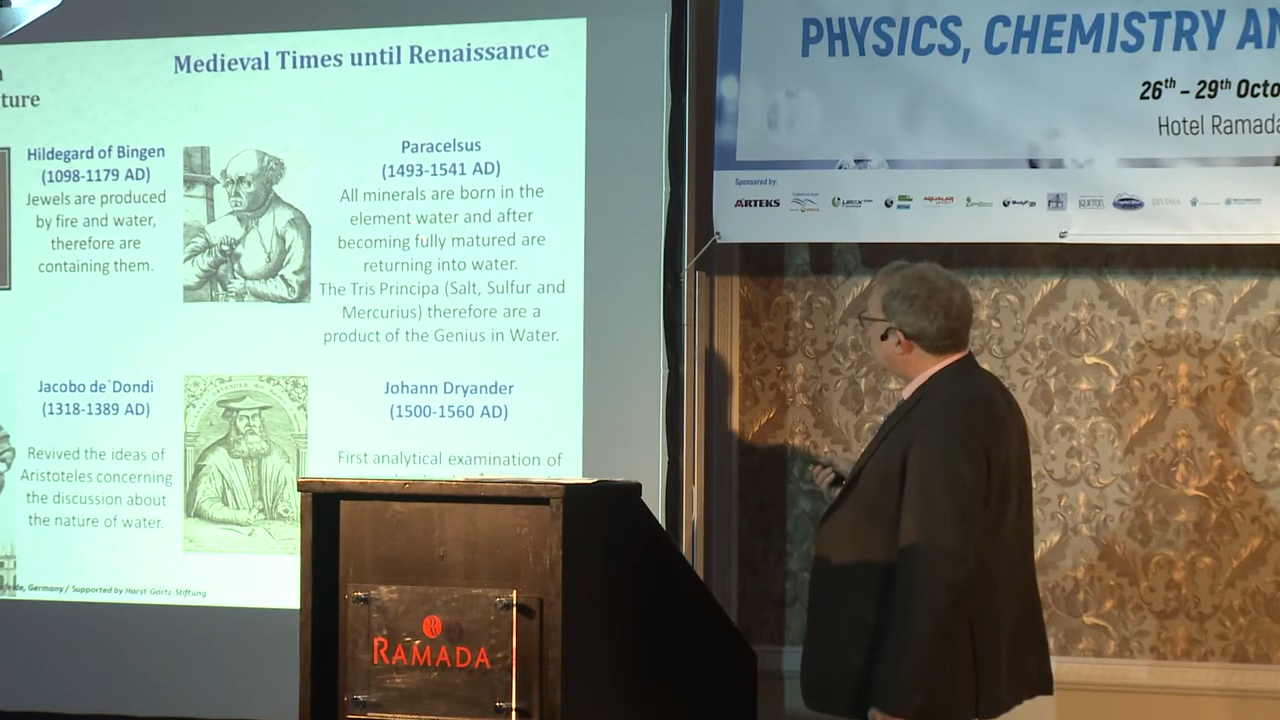 Medieval Times until Renaissance
ture
Hildegard of Bingen
(1098-1179 AD)
Jewels are produced
by fire and water,
therefore are
containing them.
Paracelsus
(1493-1541 AD)
All minerals are born in the
element water and after
becoming fully matured are
returning into water.
The Tris Principa (Salt, Sulfur and
Mercurius) therefore are a
product of the Genius in Water.
Jacobo de`Dondi
(1318-1389 AD)
Revived the ideas of
Aristoteles concerning
the discussion about
the nature of water.
Johann Dryander
(1500-1560 AD)
First analytical examination of
Germany / Supported by Horst-Görtz-Stiftung
RAMADA
PHYSICS, CHEMISTRY AN
26th – 29th Octo
Hotel Ramada
Sponsored by:
ARTEKS